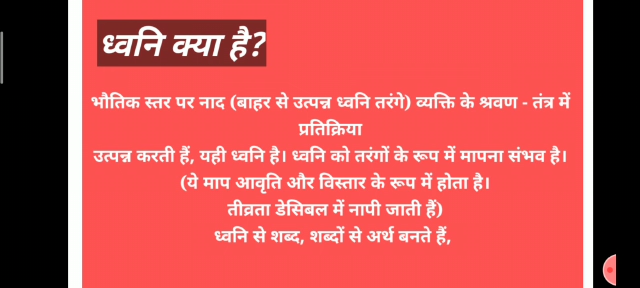 ध्वनि क्या है?
भौतिक स्तर पर नाद (बाहर से उत्पन्न ध्वनि तरंगे) व्यक्ति के श्रवण - तंत्र में
प्रतिक्रिया
उत्पन्न करती हैं, यही ध्वनि है। ध्वनि को तरंगों के रूप में मापना संभव है।
(ये माप आवृति और विस्तार के रूप में होता है।
तीव्रता डेसिबल में नापी जाती हैं)
ध्वनि से शब्द, शब्दों से अर्थ बनते हैं,